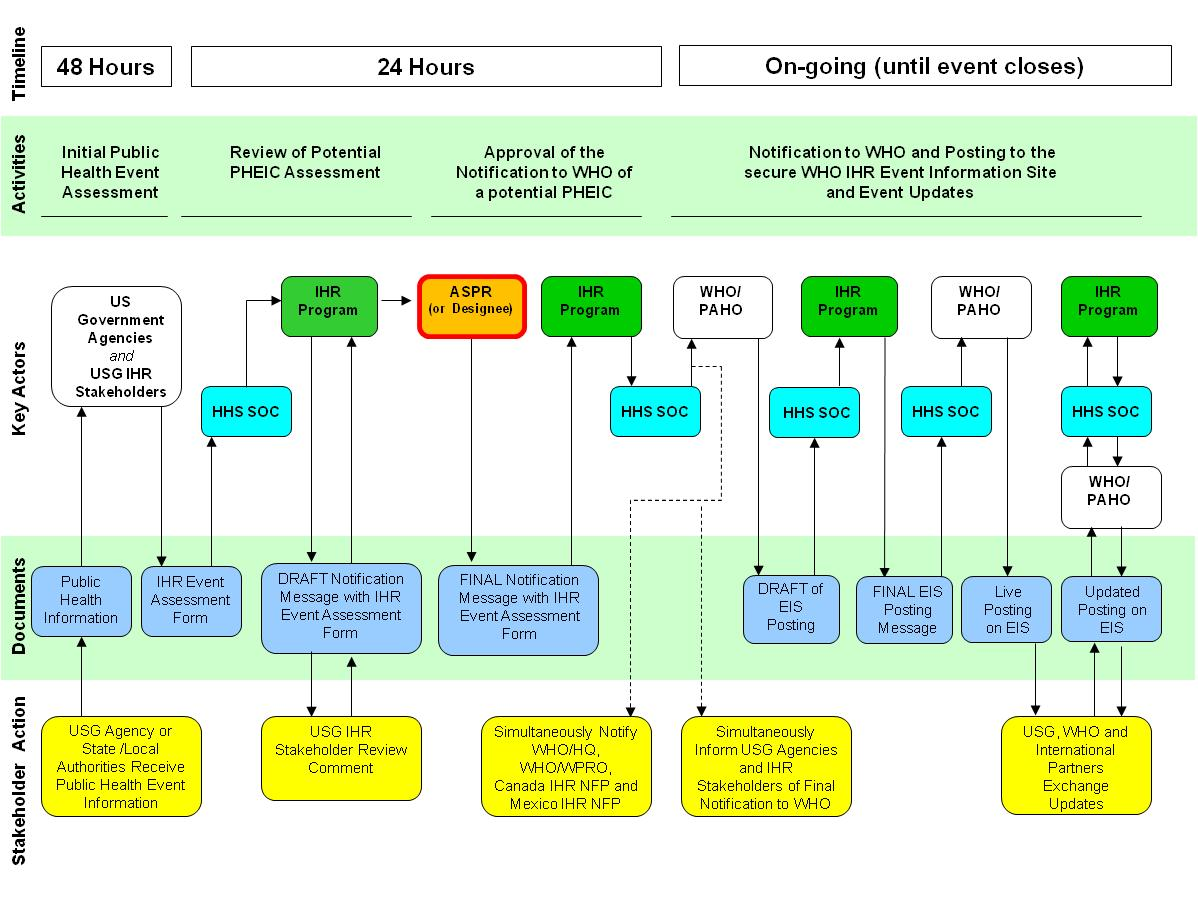 Timeline
48 Hours
24 Hours
On-going (until event closes)
Activities
Initial Public
Health Event
Assessment
Review of Potential
PHEIC Assessment
Approval of the
Notification to WHO of
a potential PHEIC
Notification to WHO and Posting to the
secure WHO IHR Event Information Site
and Event Updates
Key Actors
US
Government
Agencies
and
USG IHR
Stakeholders
HHS SOC
IHR
Program
ASPR
(or Designee)
IHR
Program
HHS SOC
WHO/
PAHO
HHS SOC
IHR
Program
HHS SOC
WHO/
PAHO
IHR
Program
HHS SOC
WHO/
PAHO
Documents
Public
Health
Information
IHR Event
Assessment
Form
DRAFT Notification
Message with IHR
Event Assessment
Form
FINAL Notification
Message with IHR
Event Assessment
Form
DRAFT of
EIS
Posting
FINAL EIS
Posting
Message
Live
Posting
on EIS
Updated
Posting on
EIS
Stakeholder Action
USG Agency or
State /Local
Authorities Receive
Public Health Event
Information
USG IHR
Stakeholder Review
Comment
Simultaneously Notify
WHO/HQ,
WHO/WPRO,
Canada IHR NFP and
Mexico IHR NFP
Simultaneously
Inform USG Agencies
and IHR
Stakeholders of Final
Notification to WHO
USG, WHO and
International
Partners
Exchange
Updates